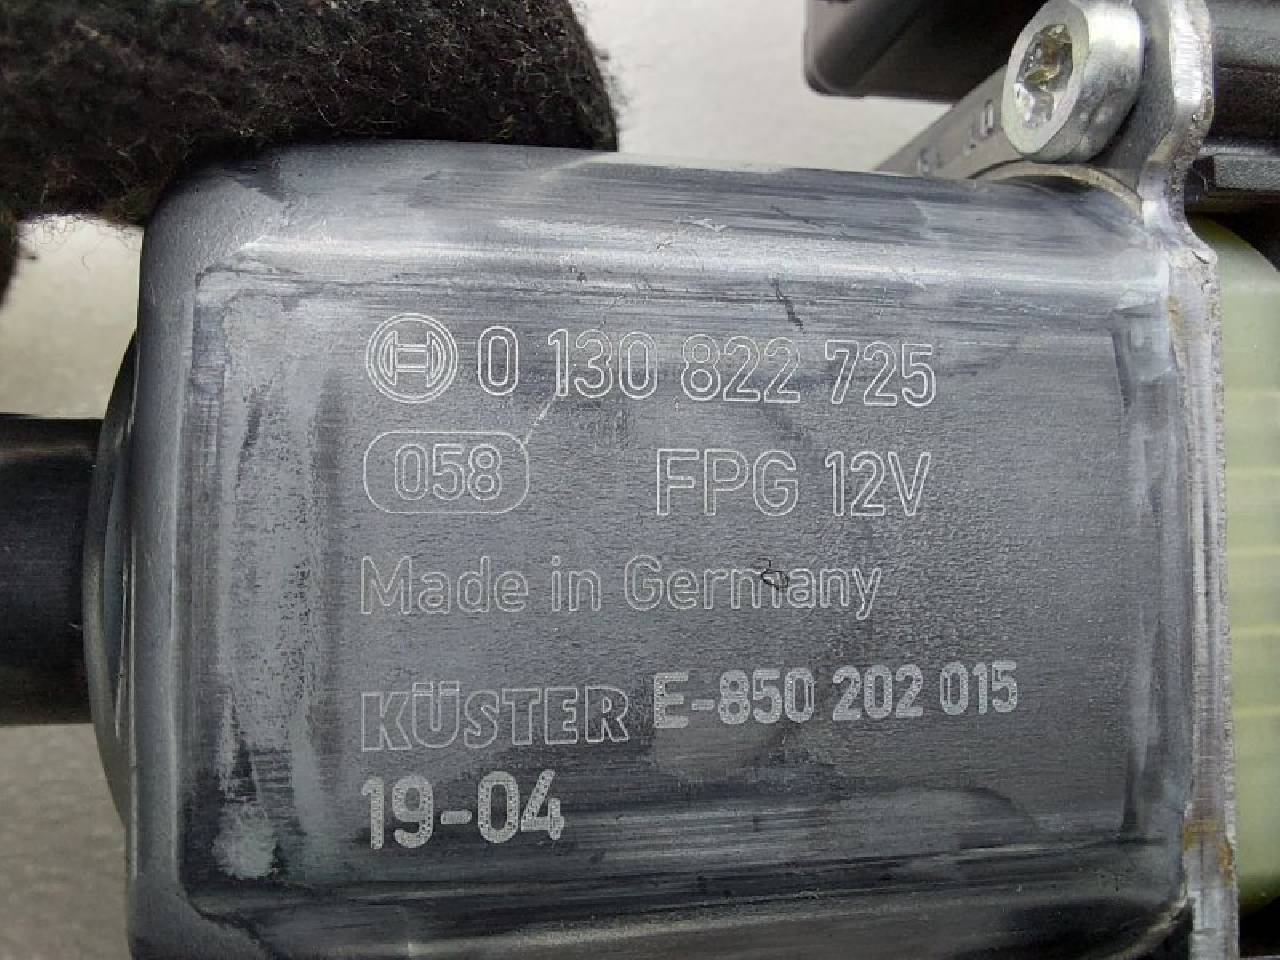 0 130 822 725
058 FPG 12V
Made in Germany
KÜSTER E-850 202 015
19-04